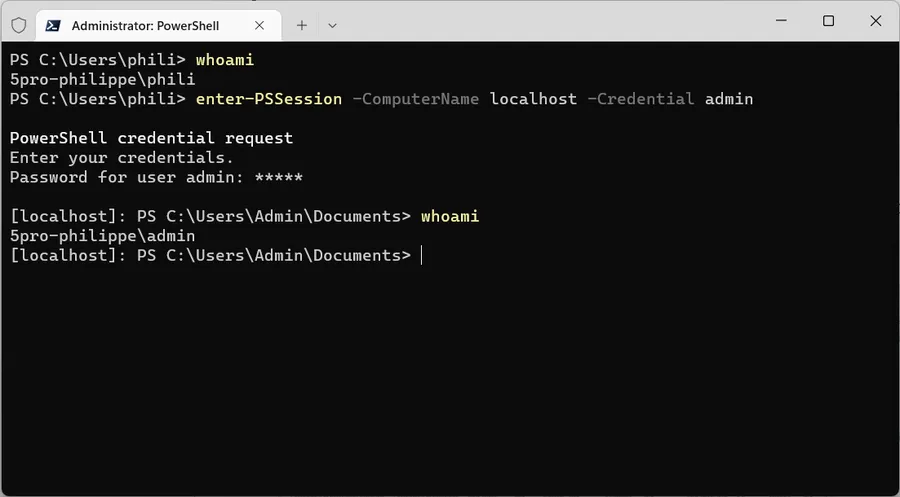 Administrator: PowerShell
PS C:\Users\phili> whoami
5pro-philippe\phili
PS C:\Users\phili> enter-PSSession -ComputerName localhost -Credential admin
PowerShell credential request
Enter your credentials.
Password for user admin: *****
[localhost]: PS C:\Users\Admin\Documents> whoami
5pro-philippe\admin
[localhost]: PS C:\Users\Admin\Documents>